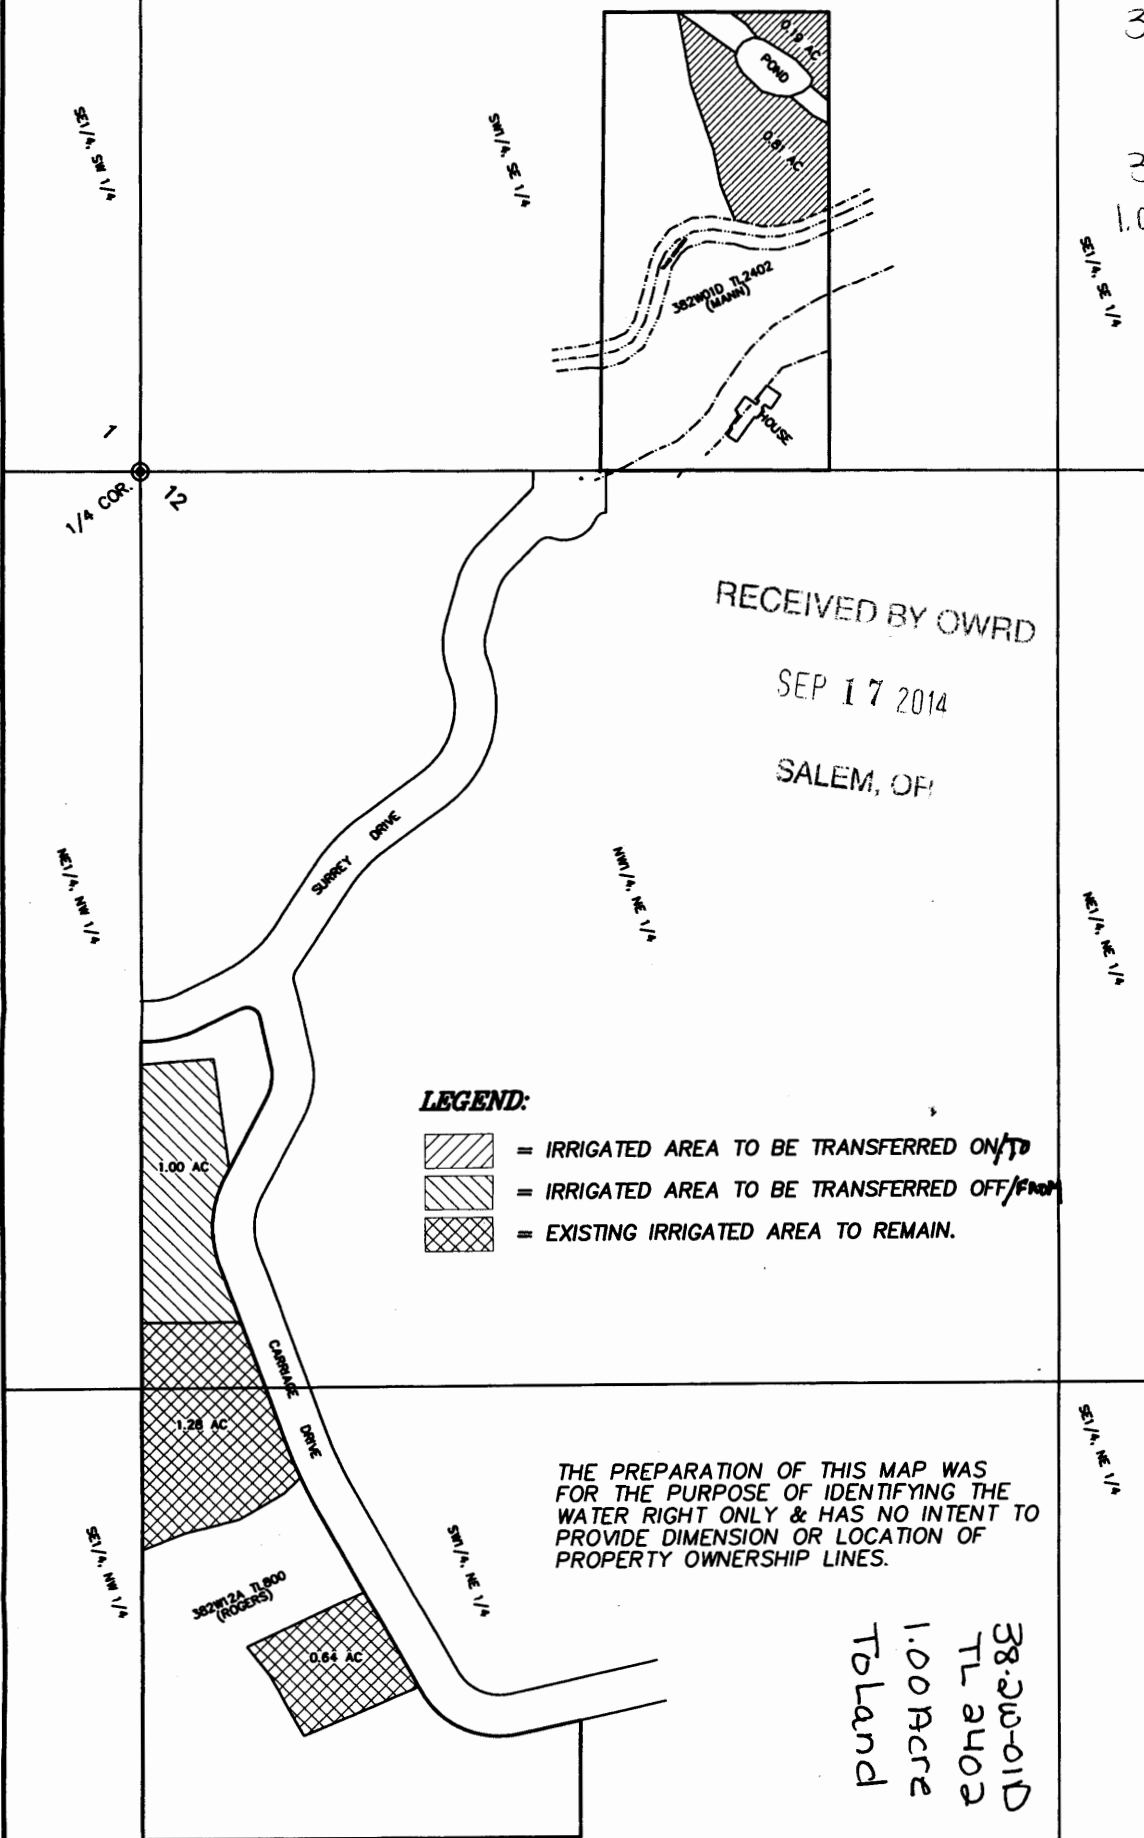 3
0.19 AC
POND
SE1/4, SW 1/4
SW1/4, SE 1/4
0.81 AC
3
1.0
SE1/4, SE 1/4
382W01D TL2402
(MANN)
HOUSE
1
1/4 COR.
12
RECEIVED BY OWRD
SEP 17 2014
SALEM, OR
SURREY DRIVE
NE1/4, NW 1/4
NW1/4, NE 1/4
NE1/4, NE 1/4
LEGEND:
= IRRIGATED AREA TO BE TRANSFERRED ON/TO
= IRRIGATED AREA TO BE TRANSFERRED OFF/FROM
= EXISTING IRRIGATED AREA TO REMAIN.
1.00 AC
CARRIAGE DRIVE
1.28 AC
SE1/4, NE 1/4
THE PREPARATION OF THIS MAP WAS
FOR THE PURPOSE OF IDENTIFYING THE
WATER RIGHT ONLY & HAS NO INTENT TO
PROVIDE DIMENSION OR LOCATION OF
PROPERTY OWNERSHIP LINES.
SE1/4, NW 1/4
SW1/4, NE 1/4
382W12A TL800
(ROGERS)
0.64 AC
38-2W-01D
TL 2402
1.00 Acre
To Land